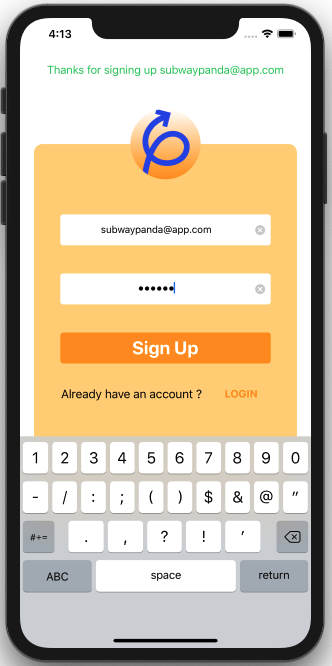 4:13
Thanks for signing up subwaypanda@app.com
subwaypanda@app.com
••••••
Sign Up
Already have an account ? LOGIN
1 2 3 4 5 6 7 8 9 0
- / : ; ( ) $ & @ "
#+= . , ? ! '
ABC space return